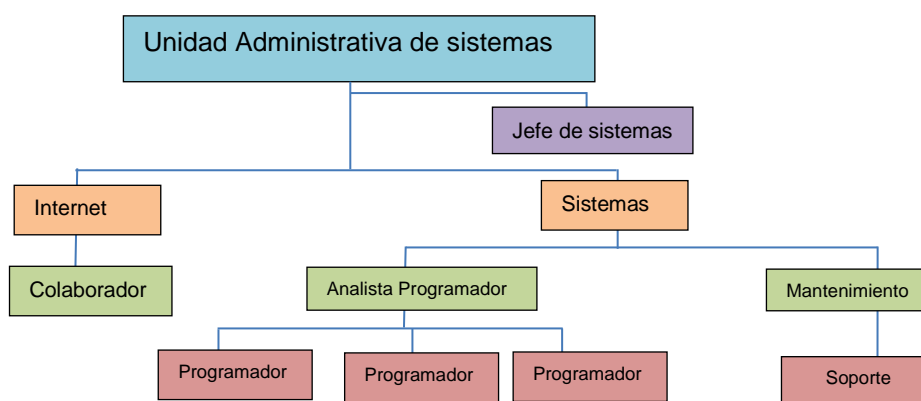 Unidad Administrativa de sistemas
Jefe de sistemas
Internet
Sistemas
Colaborador
Analista Programador
Mantenimiento
Programador
Programador
Programador
Soporte